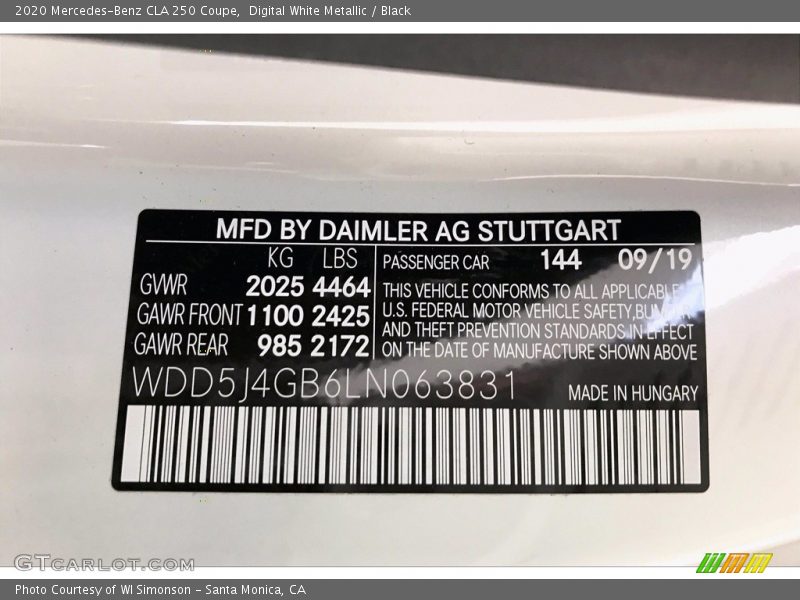 2020 Mercedes-Benz CLA 250 Coupe, Digital White Metallic / Black
MFD BY DAIMLER AG STUTTGART
KG LBS
GVWR 2025 4464
GAWR FRONT 1100 2425
GAWR REAR 985 2172
PASSENGER CAR 144 09/19
THIS VEHICLE CONFORMS TO ALL APPLICABLE
U.S. FEDERAL MOTOR VEHICLE SAFETY, BUMPER
AND THEFT PREVENTION STANDARDS IN EFFECT
ON THE DATE OF MANUFACTURE SHOWN ABOVE
WDD5J4GB6LN063831
MADE IN HUNGARY
GTCARLOT.COM
Photo Courtesy of WI Simonson - Santa Monica, CA